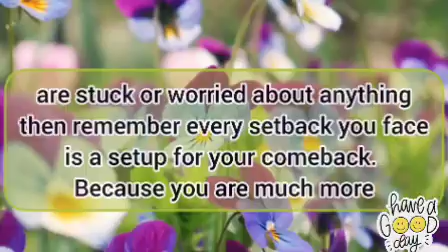 are stuck or worried about anything
then remember every setback you face
is a setup for your comeback.
Because you are much more
have a
GOOD
day